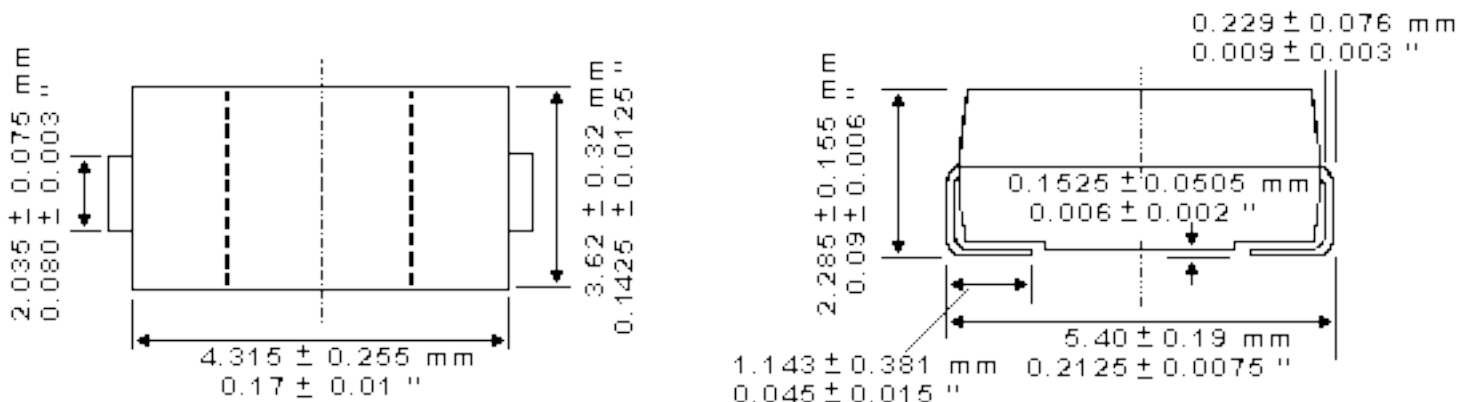 2.035 ± 0.075 mm
0.080 ± 0.003 "
3.62 ± 0.32 mm
0.1425 ± 0.0125 "
4.315 ± 0.255 mm
0.17 ± 0.01 "
0.229 ± 0.076 mm
0.009 ± 0.003 "
2.285 ± 0.155 mm
0.09 ± 0.006 "
0.1525 ± 0.0505 mm
0.006 ± 0.002 "
5.40 ± 0.19 mm
0.2125 ± 0.0075 "
1.143 ± 0.381 mm
0.045 ± 0.015 "